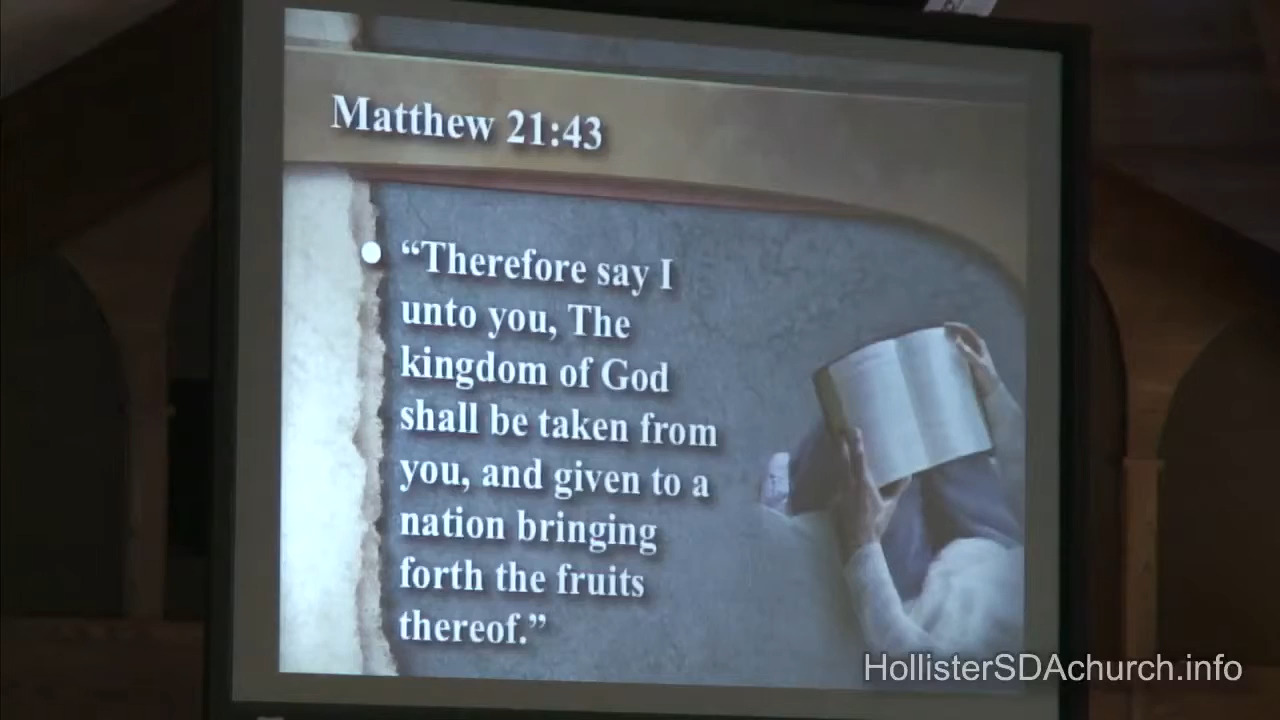 Matthew 21:43
• “Therefore say I
unto you, The
kingdom of God
shall be taken from
you, and given to a
nation bringing
forth the fruits
thereof.”
HollisterSDAchurch.info